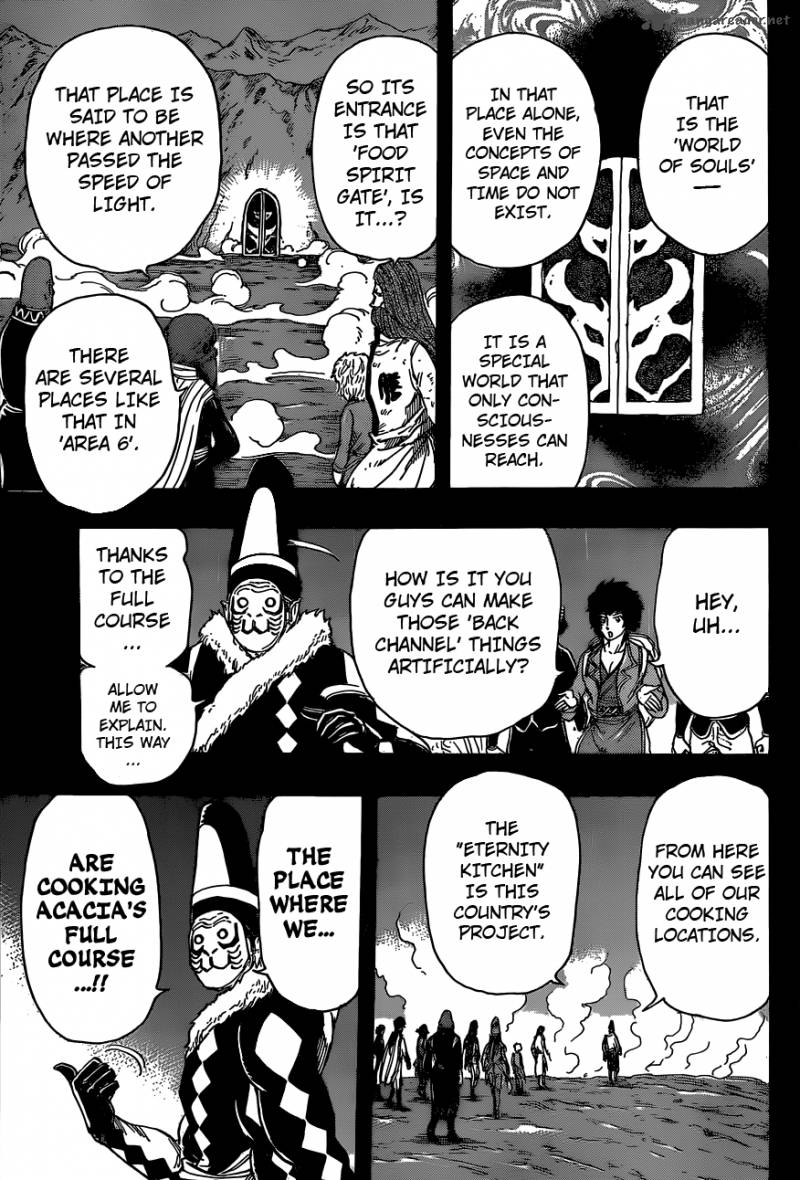 mangareader.net
THAT
IS THE
'WORLD
OF SOULS'
—
IN THAT
PLACE ALONE,
EVEN THE
CONCEPTS OF
SPACE AND
TIME DO NOT
EXIST.
IT IS A
SPECIAL
WORLD THAT
ONLY CON-
SCIOUS-
NESSES CAN
REACH.
SO ITS
ENTRANCE
IS THAT
'FOOD
SPIRIT
GATE', IS
IT...?
THAT PLACE IS
SAID TO BE
WHERE ANOTHER
PASSED THE
SPEED OF
LIGHT.
THERE
ARE SEVERAL
PLACES LIKE
THAT IN
'AREA 6'.
HEY,
UH...
HOW IS IT YOU
GUYS CAN MAKE
THOSE 'BACK
CHANNEL' THINGS
ARTIFICIALLY?
THANKS
TO THE
FULL
COURSE
...
ALLOW
ME TO
EXPLAIN.
THIS WAY
...
FROM HERE
YOU CAN SEE
ALL OF OUR
COOKING
LOCATIONS.
THE
"ETERNITY
KITCHEN"
IS THIS
COUNTRY'S
PROJECT.
THE
PLACE
WHERE
WE...
ARE
COOKING
ACACIA'S
FULL
COURSE
...!!